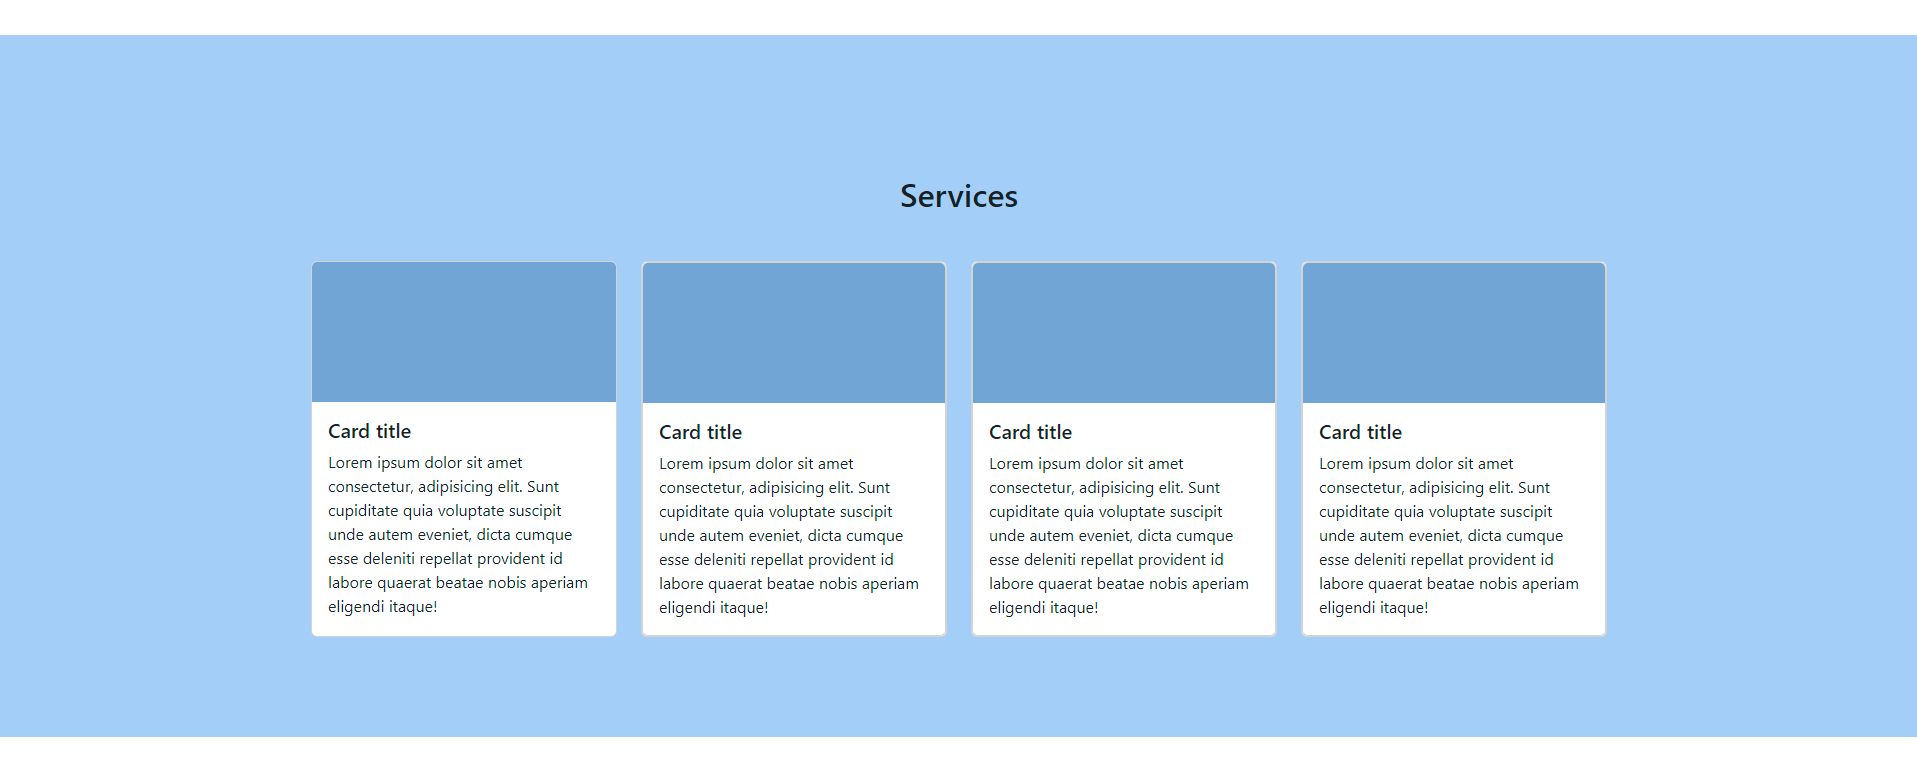 Services
Card title
Lorem ipsum dolor sit amet
consectetur, adipisicing elit. Sunt
cupiditate quia voluptate suscipit
unde autem eveniet, dicta cumque
esse deleniti repellat provident id
labore quaerat beatae nobis aperiam
eligendi itaque!
Card title
Lorem ipsum dolor sit amet
consectetur, adipisicing elit. Sunt
cupiditate quia voluptate suscipit
unde autem eveniet, dicta cumque
esse deleniti repellat provident id
labore quaerat beatae nobis aperiam
eligendi itaque!
Card title
Lorem ipsum dolor sit amet
consectetur, adipisicing elit. Sunt
cupiditate quia voluptate suscipit
unde autem eveniet, dicta cumque
esse deleniti repellat provident id
labore quaerat beatae nobis aperiam
eligendi itaque!
Card title
Lorem ipsum dolor sit amet
consectetur, adipisicing elit. Sunt
cupiditate quia voluptate suscipit
unde autem eveniet, dicta cumque
esse deleniti repellat provident id
labore quaerat beatae nobis aperiam
eligendi itaque!